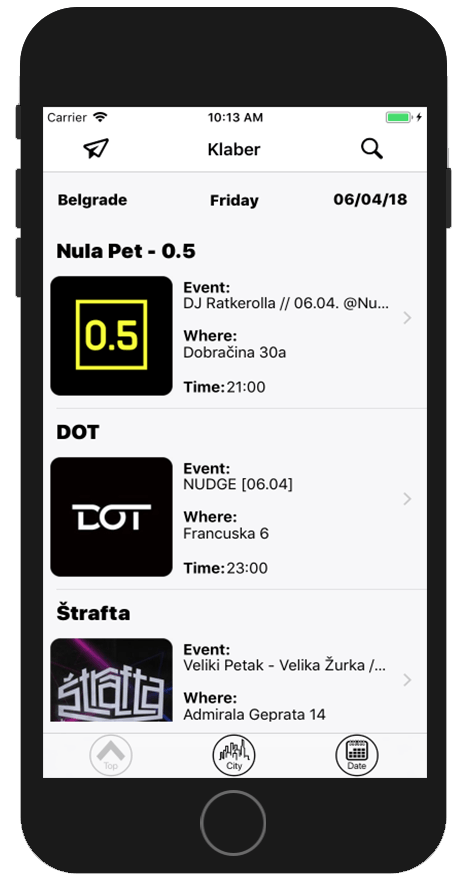 Carrier 10:13 AM
Klaber
Belgrade Friday 06/04/18
Nula Pet - 0.5
0.5
Event:
DJ Ratkerolla // 06.04. @Nu...
Where:
Dobračina 30a
Time: 21:00
DOT
DOT
Event:
NUDGE [06.04]
Where:
Francuska 6
Time: 23:00
Štrafta
štrafta
Event:
Veliki Petak - Velika Žurka /...
Where:
Admirala Geprata 14
Top City Date